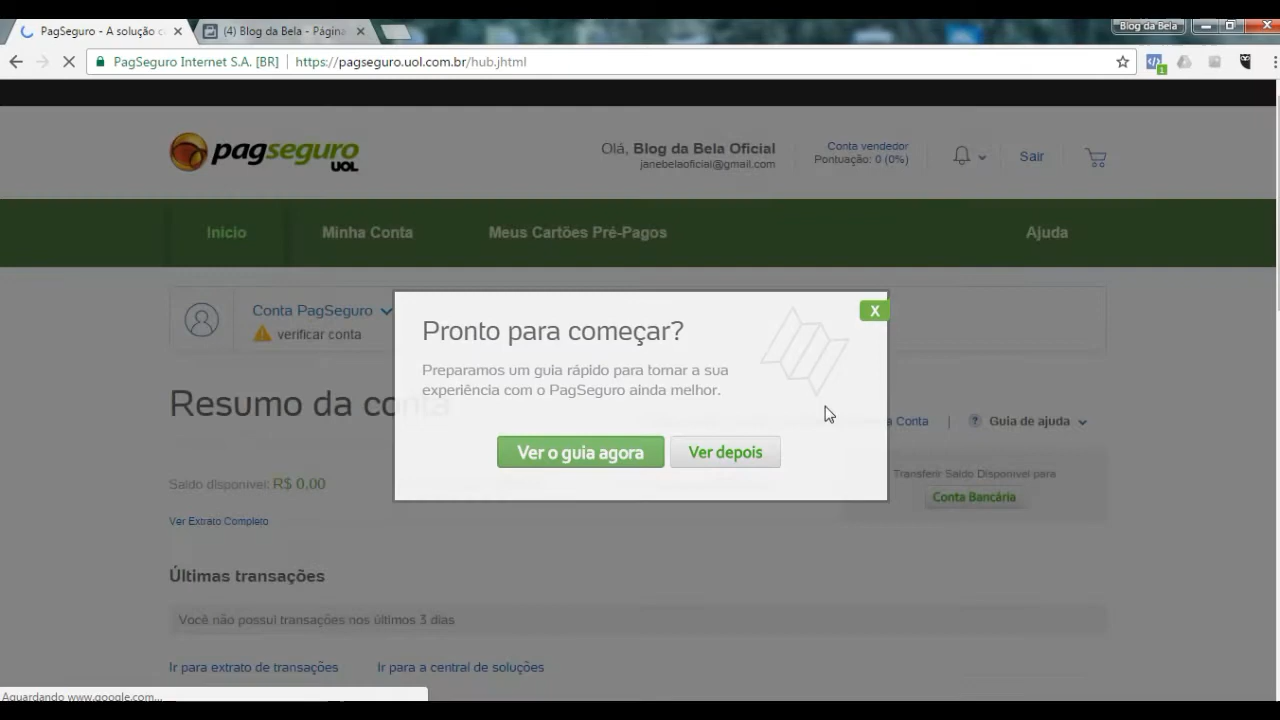 PagSeguro - A solução c
(4) Blog da Bela - Página
Blog da Bela
PagSeguro Internet S.A. [BR]
https://pagseguro.uol.com.br/hub.jhtml
1
pagseguro
UOL
Olá, Blog da Bela Oficial
janebelaoficial@gmail.com
Conta vendedor
Pontuação: 0 (0%)
Sair
Início
Minha Conta
Meus Cartões Pré-Pagos
Ajuda
Conta PagSeguro
verificar conta
Pronto para começar?
X
Preparamos um guia rápido para tornar a sua
experiência com o PagSeguro ainda melhor.
Ver o guia agora
Ver depois
Resumo da conta
Conta
?
Guia de ajuda
Saldo disponível: R$ 0,00
Ver Extrato Completo
Transferir Saldo Disponível para
Conta Bancária
Últimas transações
Você não possui transações nos últimos 3 dias
Ir para extrato de transações
Ir para a central de soluções
Aguardando www.google.com...